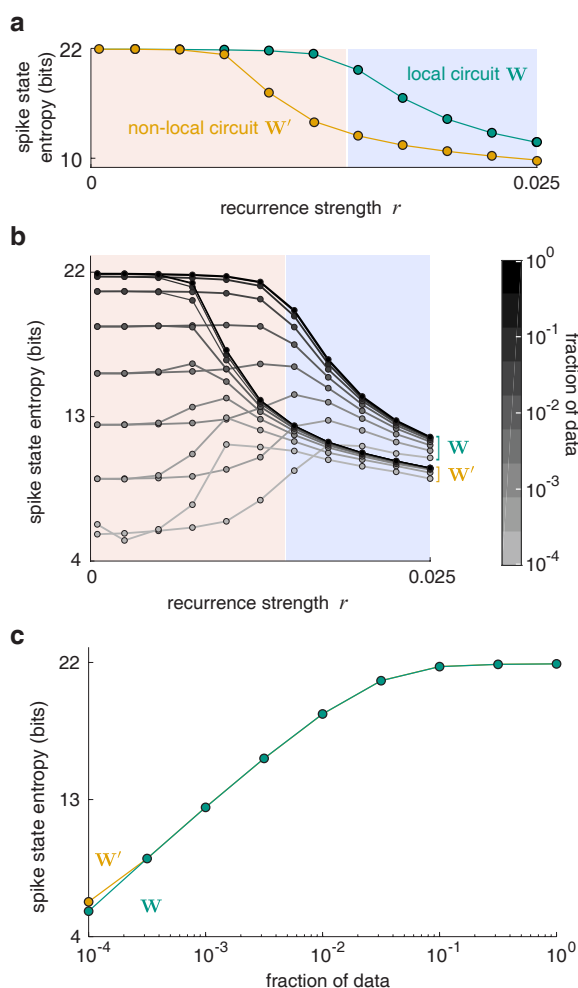 a
spike state
entropy (bits)
22
10
local circuit W
non-local circuit W′
0
0.025
recurrence strength r
b
spike state entropy (bits)
22
13
4
W
W′
0
0.025
recurrence strength r
10^0
10^-1
10^-2
10^-3
10^-4
fraction of data
c
spike state entropy (bits)
22
13
4
W′
W
10^-4
10^-3
10^-2
10^-1
10^0
fraction of data